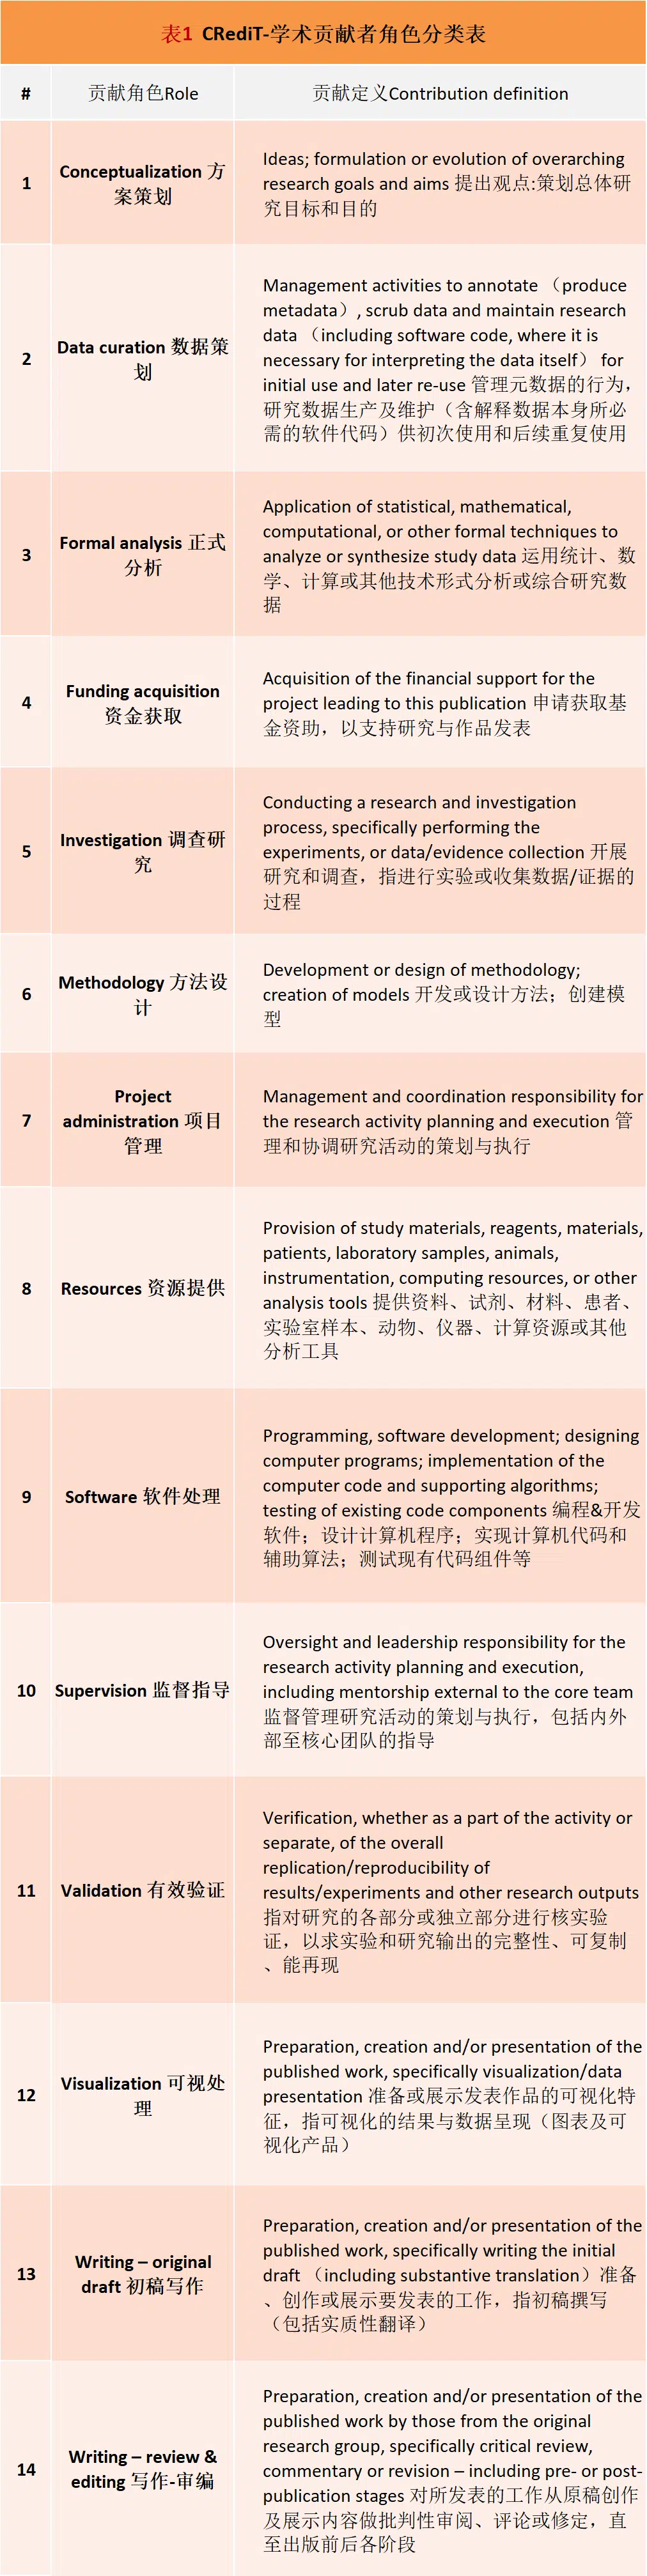 表1 CRediT-学术贡献者角色分类表
#
贡献角色Role
贡献定义Contribution definition
1
Conceptualization 方
案策划
Ideas; formulation or evolution of overarching
research goals and aims 提出观点:策划总体研
究目标和目的
2
Data curation 数据策
划
Management activities to annotate （produce
metadata）, scrub data and maintain research
data （including software code, where it is
necessary for interpreting the data itself） for
initial use and later re-use 管理元数据的行为，
研究数据生产及维护（含解释数据本身所必
需的软件代码）供初次使用和后续重复使用
3
Formal analysis 正式
分析
Application of statistical, mathematical,
computational, or other formal techniques to
analyze or synthesize study data 运用统计、数
学、计算或其他技术形式分析或综合研究数
据
4
Funding acquisition
资金获取
Acquisition of the financial support for the
project leading to this publication 申请获取基
金资助，以支持研究与作品发表
5
Investigation 调查研
究
Conducting a research and investigation
process, specifically performing the
experiments, or data/evidence collection 开展
研究和调查，指进行实验或收集数据/证据的
过程
6
Methodology 方法设
计
Development or design of methodology;
creation of models 开发或设计方法；创建模
型
7
Project
administration 项目
管理
Management and coordination responsibility for
the research activity planning and execution 管
理和协调研究活动的策划与执行
8
Resources 资源提供
Provision of study materials, reagents, materials,
patients, laboratory samples, animals,
instrumentation, computing resources, or other
analysis tools 提供资料、试剂、材料、患者、
实验室样本、动物、仪器、计算资源或其他
分析工具
9
Software 软件处理
Programming, software development; designing
computer programs; implementation of the
computer code and supporting algorithms;
testing of existing code components 编程&开发
软件；设计计算机程序；实现计算机代码和
辅助算法；测试现有代码组件等
10
Supervision 监督指导
Oversight and leadership responsibility for the
research activity planning and execution,
including mentorship external to the core team
监督管理研究活动的策划与执行，包括内外
部至核心团队的指导
11
Validation 有效验证
Verification, whether as a part of the activity or
separate, of the overall
replication/reproducibility of
results/experiments and other research outputs
指对研究的各部分或独立部分进行核实验
证，以求实验和研究输出的完整性、可复制
、能再现
12
Visualization 可视处
理
Preparation, creation and/or presentation of the
published work, specifically visualization/data
presentation 准备或展示发表作品的可视化特
征，指可视化的结果与数据呈现（图表及可
视化产品）
13
Writing – original
draft 初稿写作
Preparation, creation and/or presentation of the
published work, specifically writing the initial
draft （including substantive translation）准备
、创作或展示要发表的工作，指初稿撰写
（包括实质性翻译）
14
Writing – review &
editing 写作-审编
Preparation, creation and/or presentation of the
published work by those from the original
research group, specifically critical review,
commentary or revision – including pre- or post-
publication stages 对所发表的工作从原稿创作
及展示内容做批判性审阅、评论或修定，直
至出版前后各阶段